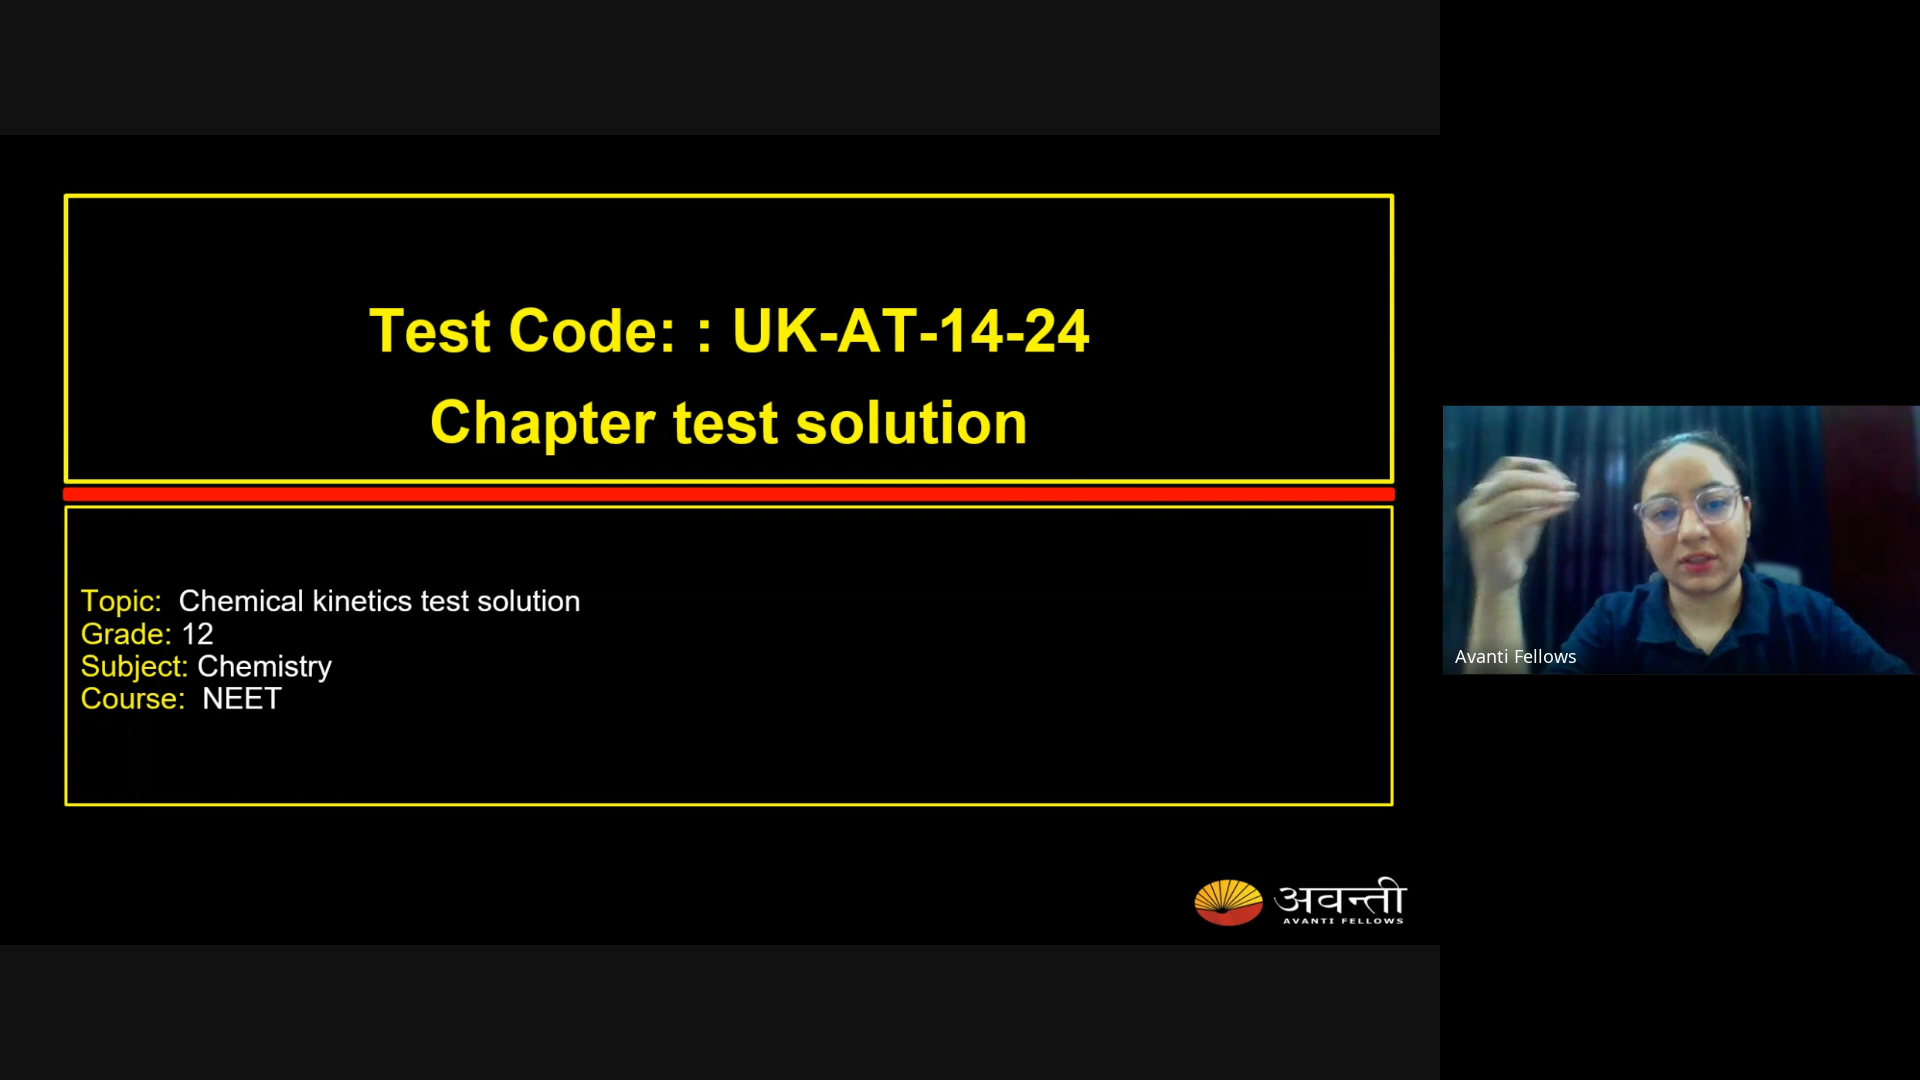 Test Code: : UK-AT-14-24
Chapter test solution
Topic: Chemical kinetics test solution
Grade: 12
Subject: Chemistry
Course: NEET
Avanti Fellows
अवन्ती
AVANTI FELLOWS